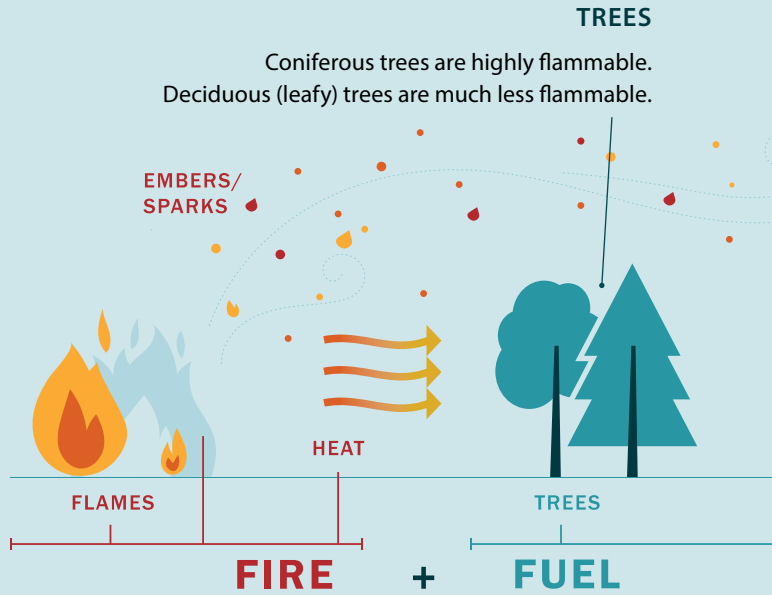 TREES
Coniferous trees are highly flammable.
Deciduous (leafy) trees are much less flammable.
EMBERS/
SPARKS
HEAT
FLAMES
TREES
FIRE + FUEL